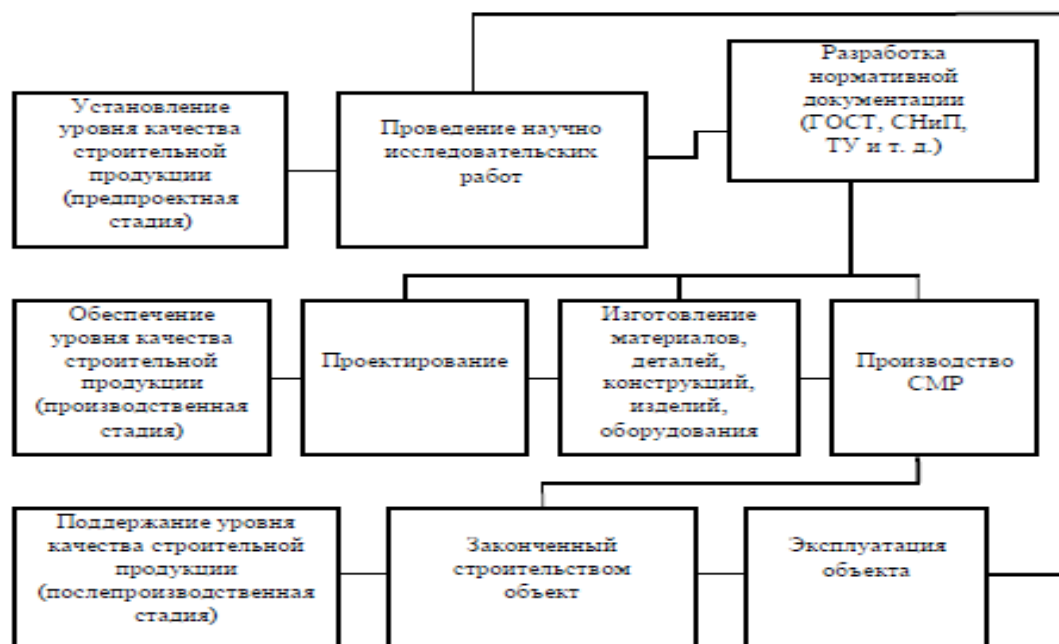 Установление
уровня качества
строительной
продукции
(предпроектная
стадия)
Проведение научно
исследовательских
работ
Разработка
нормативной
документации
(ГОСТ, СНиП,
ТУ и т. д.)
Обеспечение
уровня качества
строительной
продукции
(производственная
стадия)
Проектирование
Изготовление
материалов,
деталей,
конструкций,
изделий,
оборудования
Производство
СМР
Поддержание уровня
качества строительной
продукции
(послепроизводственная
стадия)
Законченный
строительством
объект
Эксплуатация
объекта